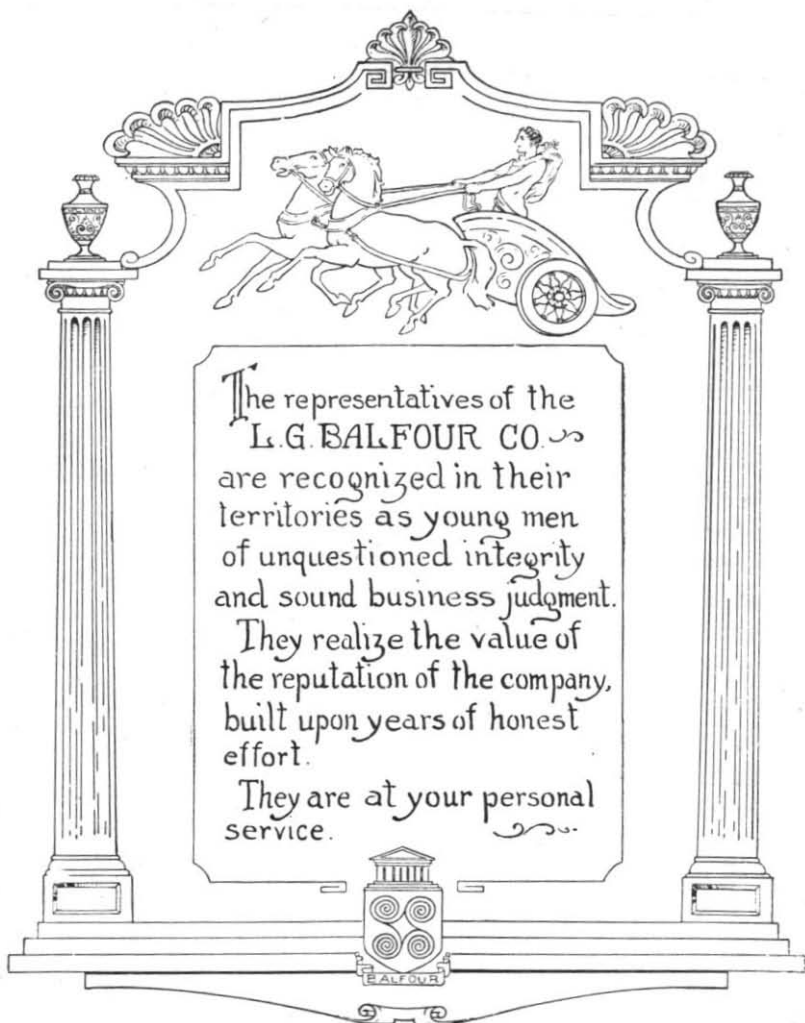 The representatives of the
L.G. BALFOUR CO.
are recognized in their
territories as young men
of unquestioned integrity
and sound business judgment.
They realize the value of
the reputation of the company,
built upon years of honest
effort.
They are at your personal
service.
BALFOUR